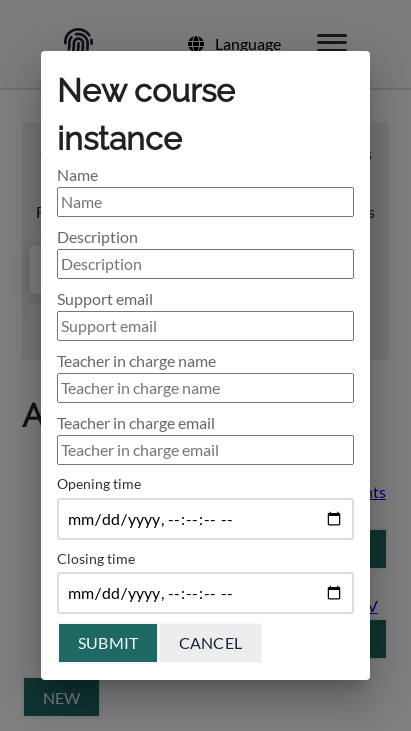 Language
New course
instance
Name
Name
Description
Description
Support email
Support email
Teacher in charge name
Teacher in charge name
Teacher in charge email
Teacher in charge email
Opening time
mm/dd/yyyy, --:--:-- --
Closing time
mm/dd/yyyy, --:--:-- --
SUBMIT CANCEL
NEW